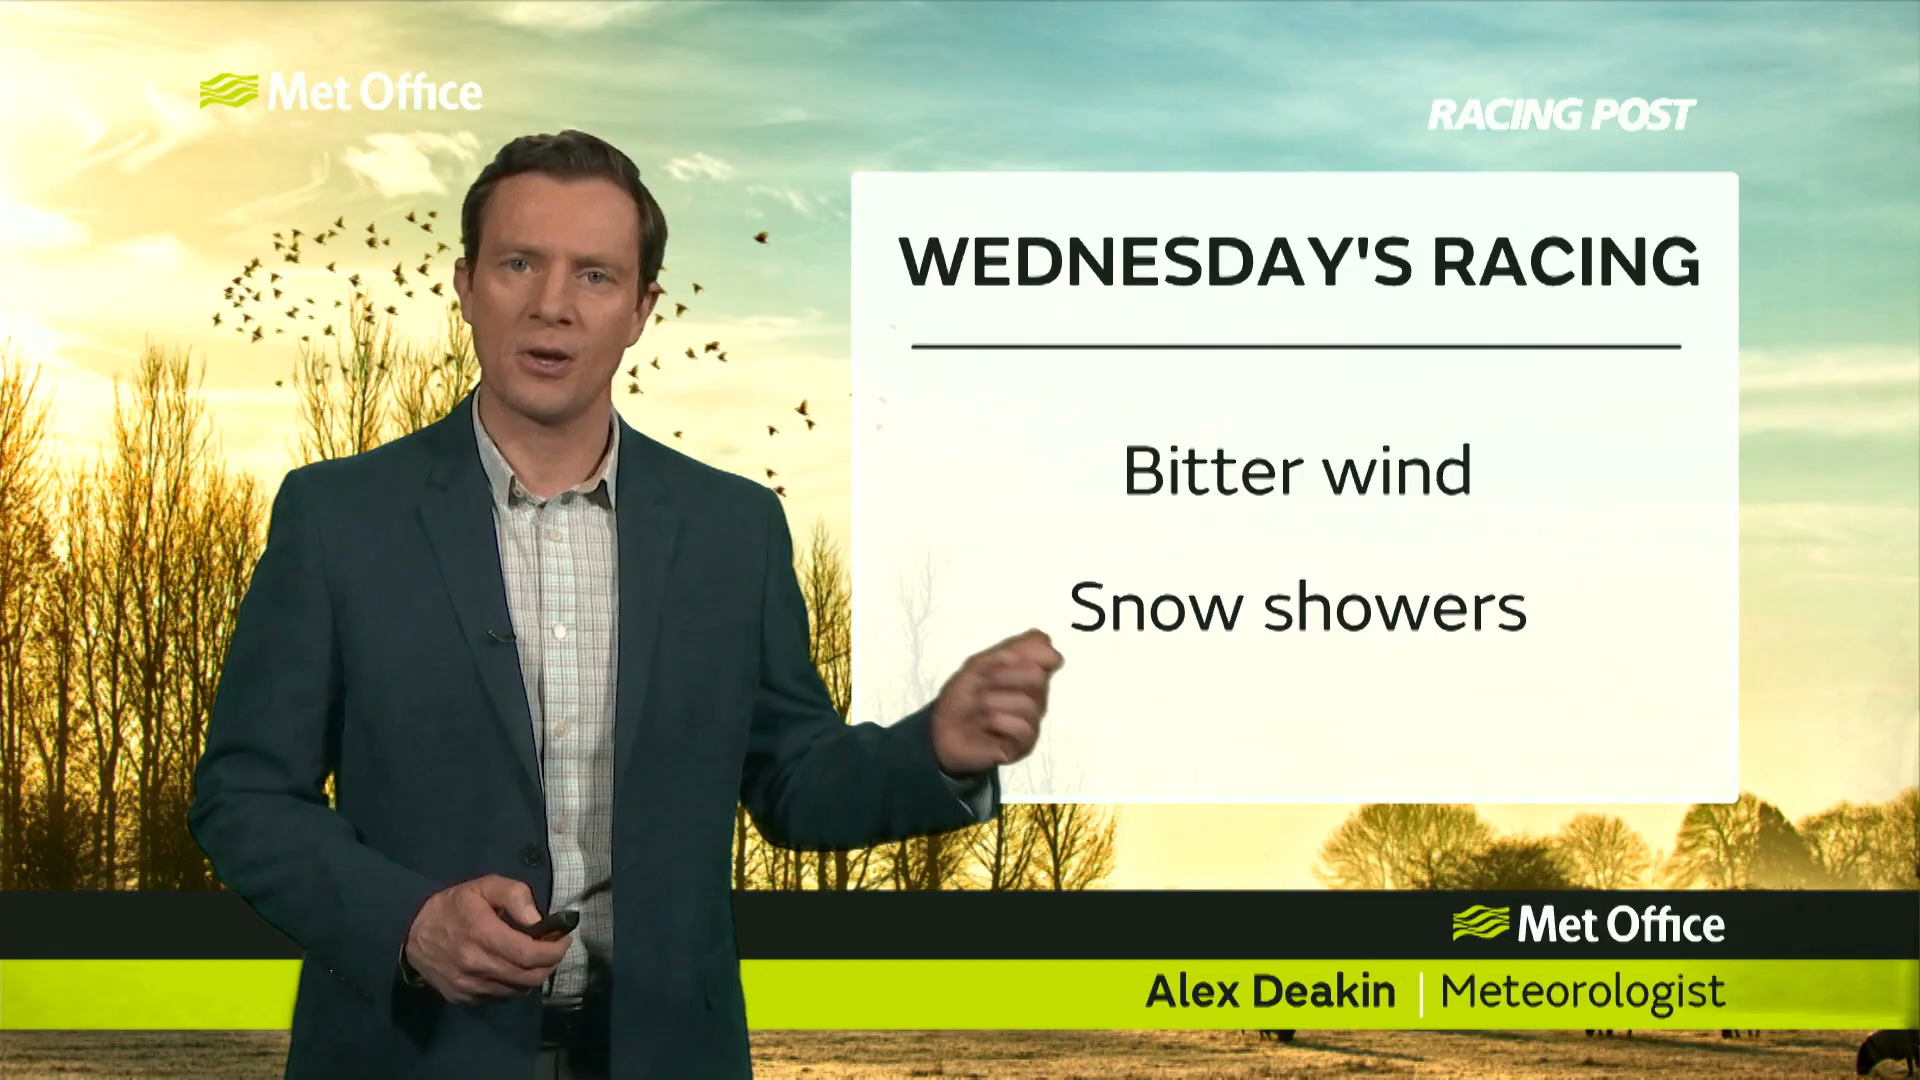 Met Office
RACING POST
WEDNESDAY'S RACING
Bitter wind
Snow showers
Met Office
Alex Deakin | Meteorologist